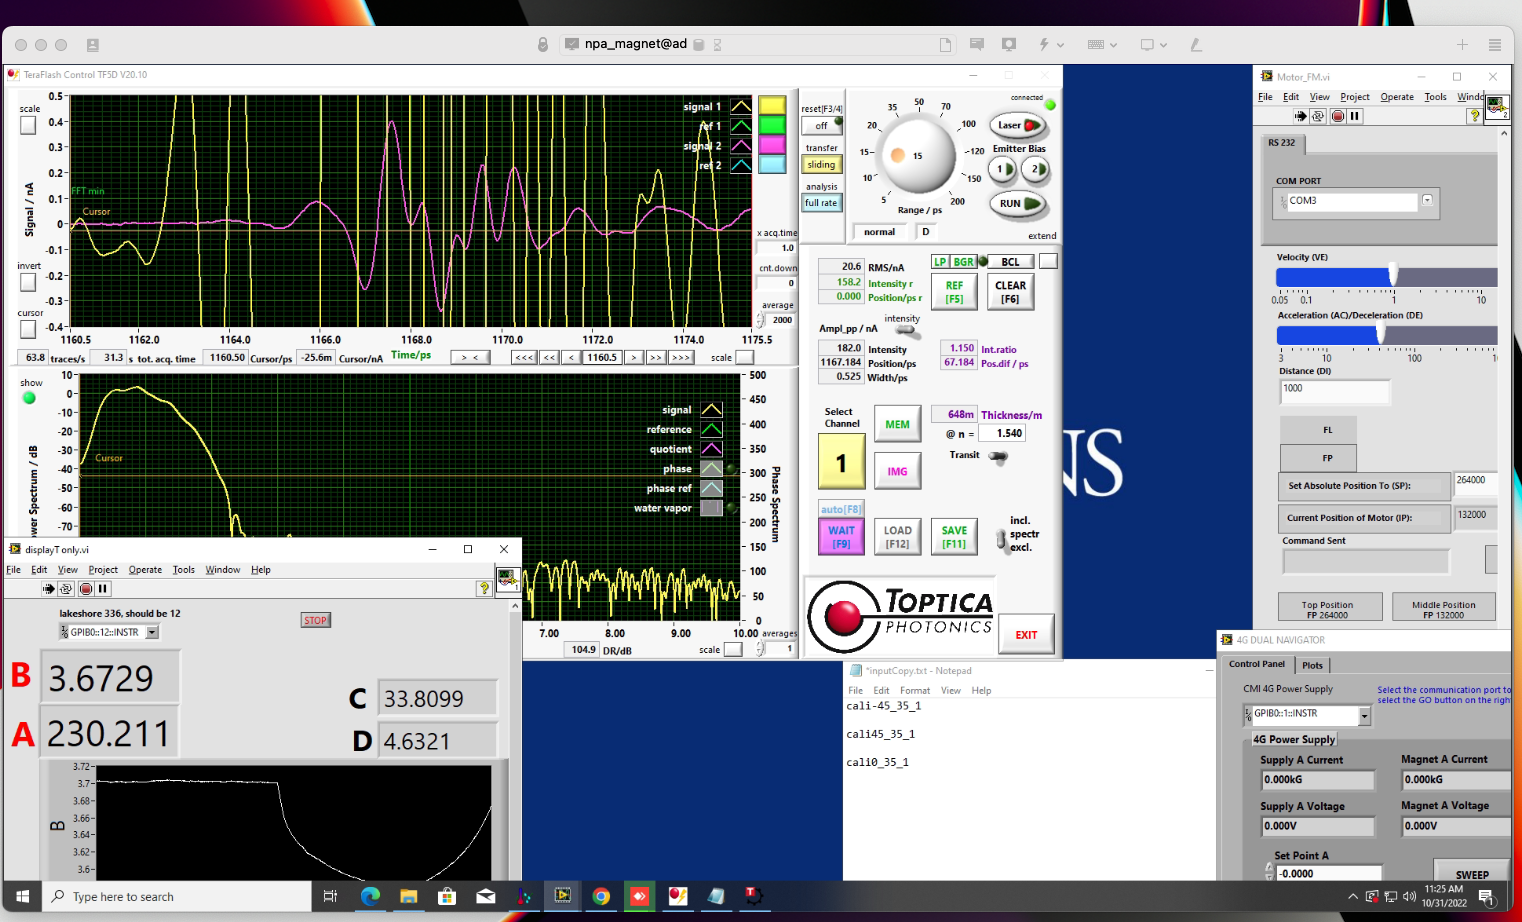 npa_magnet@ad
TeraFlash Control TF5D V20.10
scale
invert
cursor
Signal / nA
0.5
0.4
0.3
0.2
0.1
0
-0.1
-0.2
-0.3
-0.4
FFT min
Cursor
signal 1
ref 1
signal 2
ref 2
1160.5 1162.0 1164.0 1166.0 1168.0 1170.0 1172.0 1174.0 1175.5
63.8 traces/s 31.3 s tot. acq. time 1160.50 Cursor/ps -25.6m Cursor/nA Time/ps > < <<< << < 1160.5 > >> >>> scale
x acq.time
1.0
cnt.down
0
average
2000
show
10
0
-10
-20
-30
-40
-50
-60
-70
Cursor
signal
reference
quotient
phase
phase ref
water vapor
500
450
400
350
300
250
200
150
100
50
0
Phase Spectrum
7.00 8.00 9.00 10.00
104.9 DR/dB scale
averages
1
reset[F3/4]
off
transfer
sliding
analysis
full rate
5 10 15 20 35 50 70 100 120 150 200
15
Range / ps
normal D
connected
Laser
Emitter Bias
1 2
RUN
extend
20.6 RMS/nA
158.2 Intensity r
0.000 Position/ps r
LP BGR BCL
REF
[F5]
CLEAR
[F6]
intensity
Ampl_pp / nA
182.0 Intensity
1167.184 Position/ps
0.525 Width/ps
1.150 Int.ratio
67.184 Pos.dif / ps
Select
Channel
1
MEM
IMG
648m Thickness/m
@ n = 1.540
Transit
auto[F8]
WAIT
[F9]
LOAD
[F12]
SAVE
[F11]
incl.
spectr
excl.
TOPTICA
PHOTONICS
EXIT
NS
displayT only.vi
File Edit View Project Operate Tools Window Help
lakeshore 336, should be 12
GPIB0::12::INSTR
STOP
B 3.6729
A 230.211
C 33.8099
D 4.6321
B
3.72
3.7
3.68
3.66
3.64
3.62
3.6
*inputCopy.txt - Notepad
File Edit Format View Help
cali-45_35_1
cali45_35_1
cali0_35_1
Motor_FM.vi
File Edit View Project Operate Tools
RS 232
COM PORT
COM3
Velocity (VE)
0.05 0.1 1 10
Acceleration (AC)/Deceleration (DE)
3 10 100
Distance (DI)
1000
FL
FP
Set Absolute Position To (SP): 264000
Current Position of Motor (IP): 132000
Command Sent
Top Position
FP 264000
Middle Position
FP 132000
4G DUAL NAVIGATOR
Control Panel Plots
CMI 4G Power Supply
GPIB0::1::INSTR
Select the communication port to
select the GO button on the right
4G Power Supply
Supply A Current
0.000kG
Magnet A Current
0.000kG
Supply A Voltage
0.000V
Magnet A Voltage
0.000V
Set Point A
-0.0000
SWEEP
Type here to search
11:25 AM
10/31/2022
1